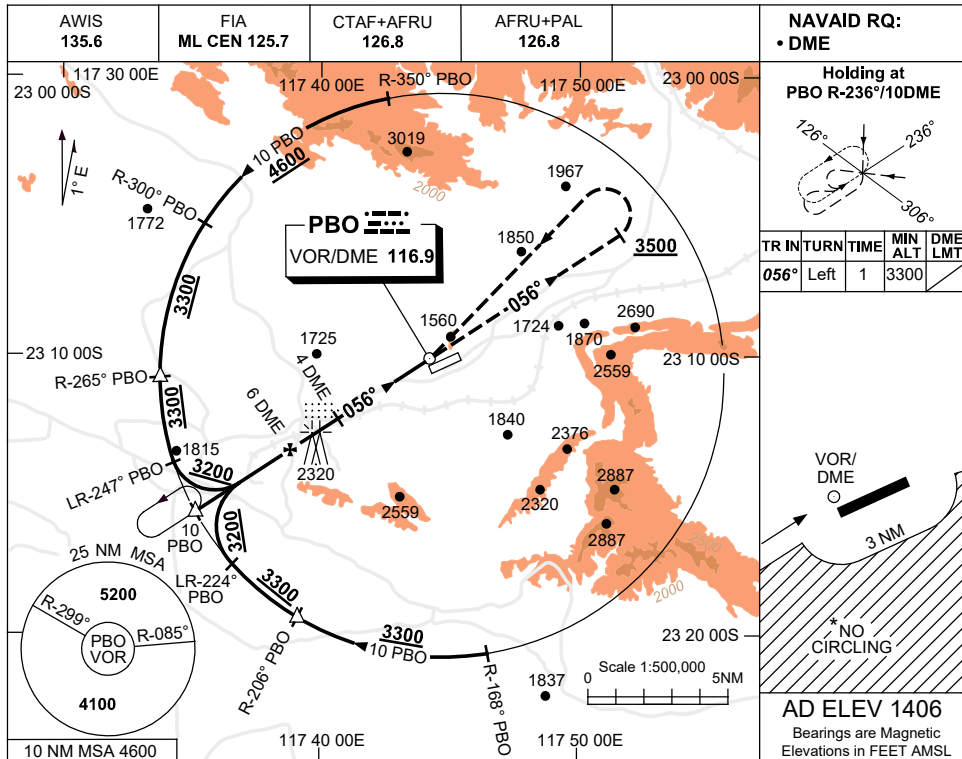 AWIS
135.6
FIA
ML CEN 125.7
CTAF+AFRU
126.8
AFRU+PAL
126.8
NAVAID RQ:
• DME
117 30 00E
23 00 00S
117 40 00E
R-350° PBO
117 50 00E
23 00 00S
1° E
10 PBO
4600
3019
2000
1967
R-300° PBO
1772
1850
PBO
VOR/DME 116.9
3500
056°
3300
1560
1724
1870
2690
2559
1725
23 10 00S
R-265° PBO
4 DME
056°
6 DME
3300
1815
LR-247° PBO
3200
2320
2559
1840
2376
2320
2887
2887
2500
2000
10
PBO
3200
LR-224°
PBO
3300
R-206° PBO
3300
10 PBO
R-168° PBO
1837
25 NM MSA
5200
R-299°
R-085°
PBO
VOR
4100
10 NM MSA 4600
Scale 1:500,000
0
5NM
23 20 00S
117 40 00E
117 50 00E
Holding at
PBO R-236°/10DME
126°
236°
306°
TR IN TURN TIME MIN ALT DME LMT
056° Left 1 3300
23 10 00S
VOR/
DME
3 NM
*NO
CIRCLING
AD ELEV 1406
Bearings are Magnetic
Elevations in FEET AMSL